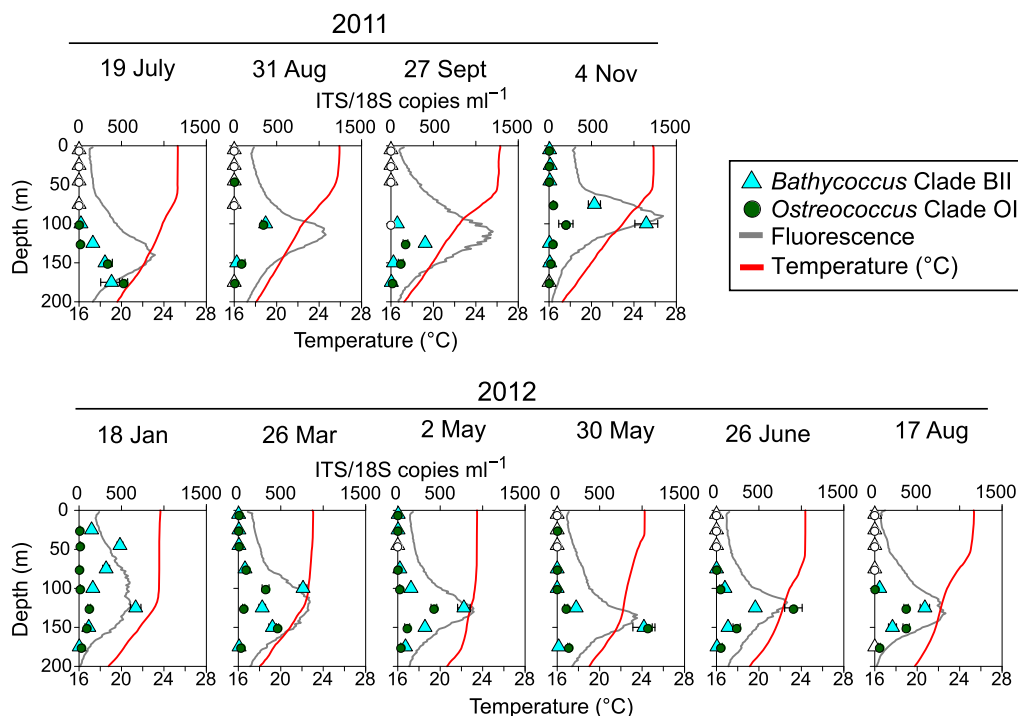 2011
19 July 31 Aug 27 Sept 4 Nov
ITS/18S copies ml−1
0 500 1500 0 500 1500 0 500 1500 0 500 1500
Depth (m)
0
50
100
150
200
16 20 24 28 16 20 24 28 16 20 24 28 16 20 24 28
Temperature (°C)
Bathycoccus Clade BII
Ostreococcus Clade OI
Fluorescence
Temperature (°C)
2012
18 Jan 26 Mar 2 May 30 May 26 June 17 Aug
ITS/18S copies ml−1
0 500 1500 0 500 1500 0 500 1500 0 500 1500 0 500 1500 0 500 1500
Depth (m)
0
50
100
150
200
16 20 24 28 16 20 24 28 16 20 24 28 16 20 24 28 16 20 24 28 16 20 24 28
Temperature (°C)